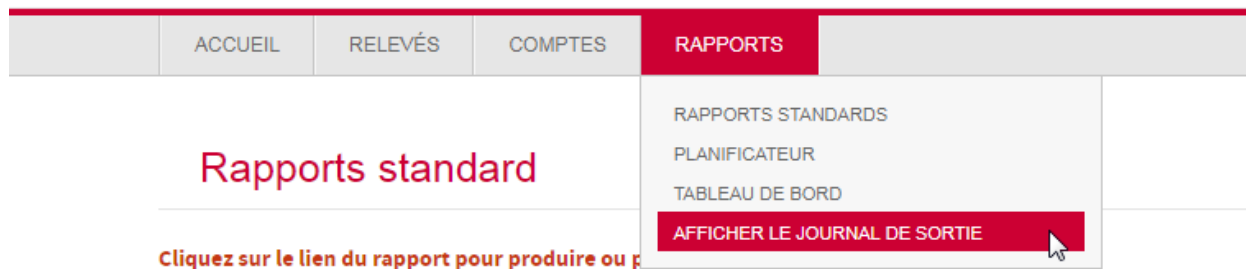 ACCUEIL RELEVÉS COMPTES RAPPORTS
RAPPORTS STANDARDS
PLANIFICATEUR
TABLEAU DE BORD
AFFICHER LE JOURNAL DE SORTIE
Rapports standard
Cliquez sur le lien du rapport pour produire ou